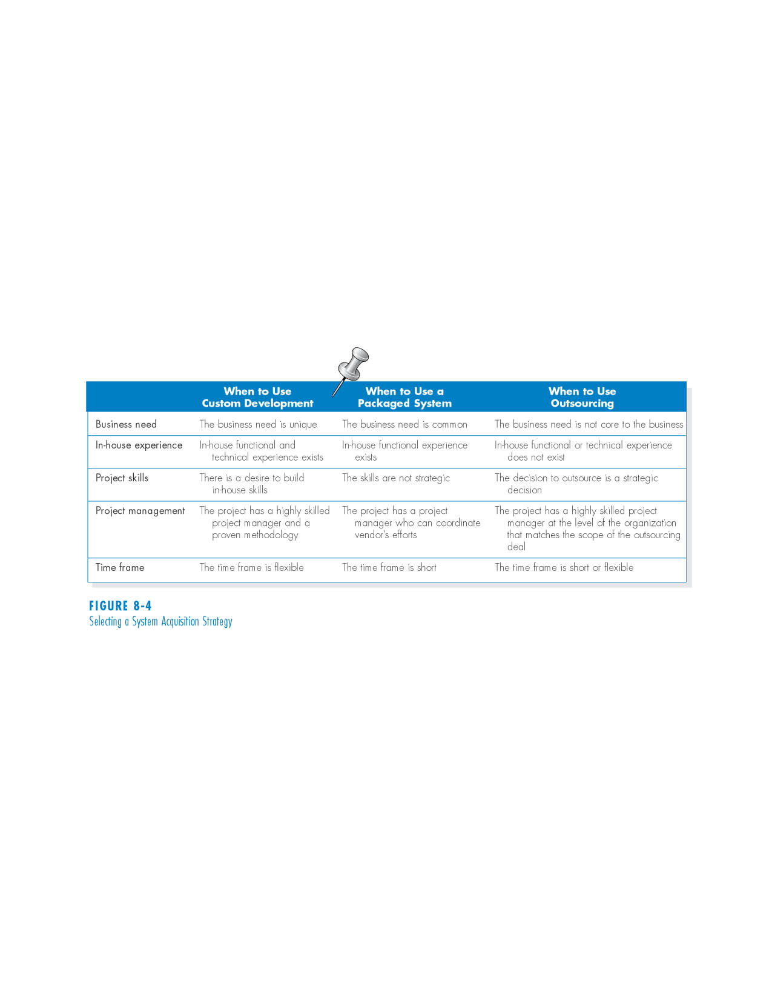 When to Use
Custom Development
When to Use a
Packaged System
When to Use
Outsourcing
Business need
The business need is unique
The business need is common
The business need is not core to the business
In-house experience
In-house functional and
technical experience exists
In-house functional experience
exists
In-house functional or technical experience
does not exist
Project skills
There is a desire to build
in-house skills
The skills are not strategic
The decision to outsource is a strategic
decision
Project management
The project has a highly skilled
project manager and a
proven methodology
The project has a project
manager who can coordinate
vendor’s efforts
The project has a highly skilled project
manager at the level of the organization
that matches the scope of the outsourcing
deal
Time frame
The time frame is flexible
The time frame is short
The time frame is short or flexible
FIGURE 8-4
Selecting a System Acquisition Strategy